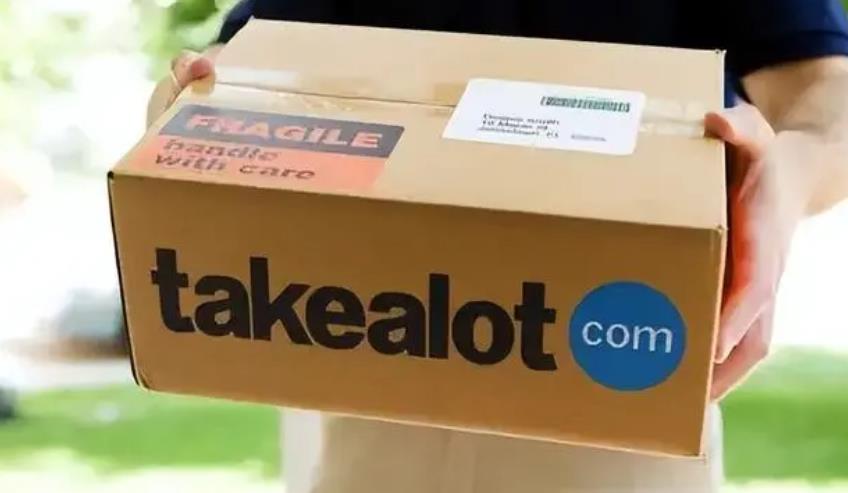 FRAGILE
handle
with care
takealot
com